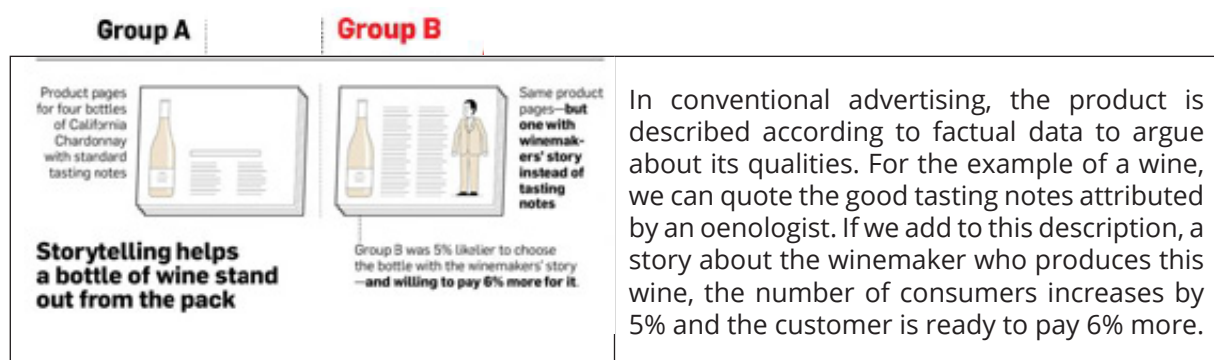 Group A
Group B
Product pages
for four bottles
of California
Chardonnay
with standard
tasting notes
Same product
pages—but
one with
winemak-
ers' story
instead of
tasting
notes
Storytelling helps
a bottle of wine stand
out from the pack
Group B was 5% likelier to choose
the bottle with the winemakers' story
—and willing to pay 6% more for it.
In conventional advertising, the product is
described according to factual data to argue
about its qualities. For the example of a wine,
we can quote the good tasting notes attributed
by an oenologist. If we add to this description, a
story about the winemaker who produces this
wine, the number of consumers increases by
5% and the customer is ready to pay 6% more.